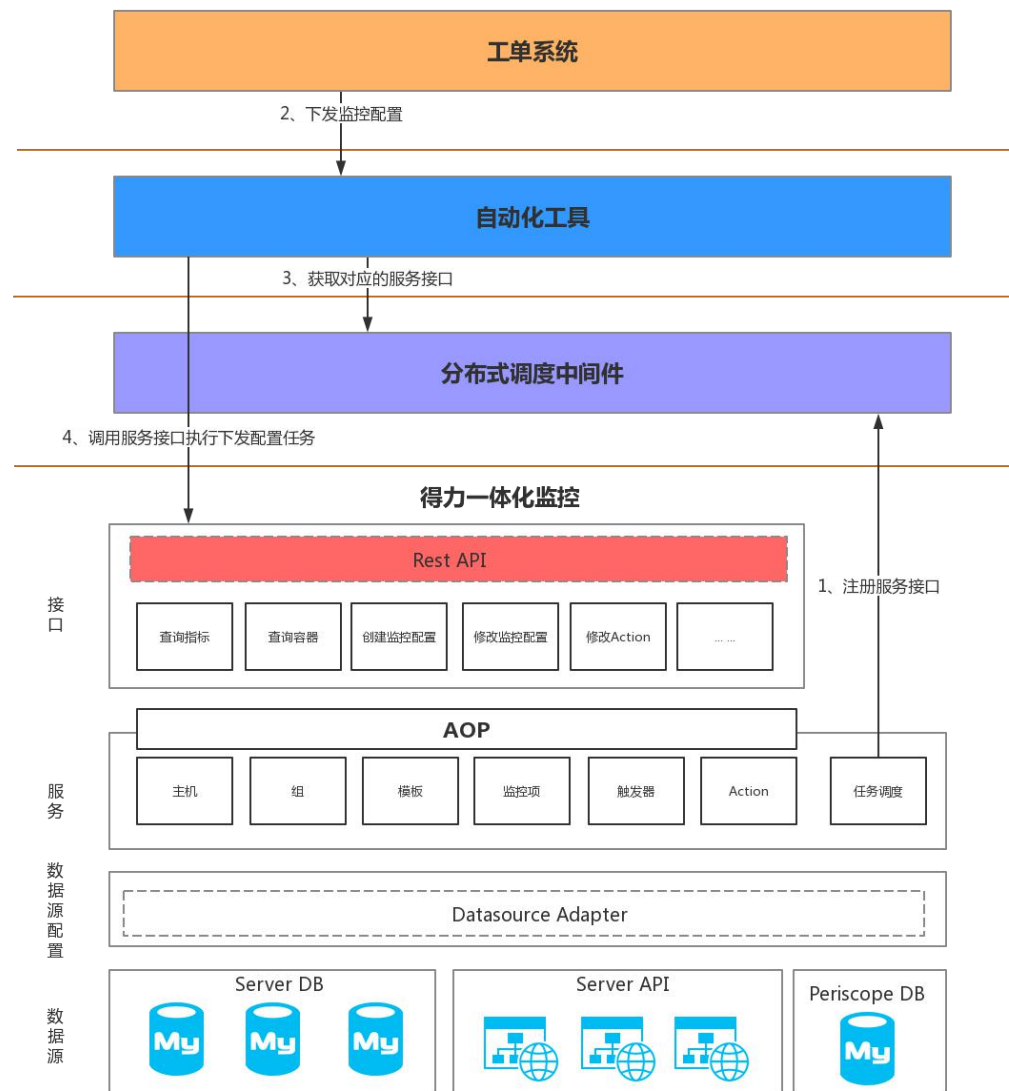 工单系统
2、下发监控配置
自动化工具
3、获取对应的服务接口
分布式调度中间件
4、调用服务接口执行下发配置任务
得力一体化监控
Rest API
1、注册服务接口
接口
查询指标
查询容器
创建监控配置
修改监控配置
修改Action
... ...
AOP
服务
主机
组
模板
监控项
触发器
Action
任务调度
数据源配置
Datasource Adapter
数据源
Server DB
Server API
Periscope DB
My
My
My
My